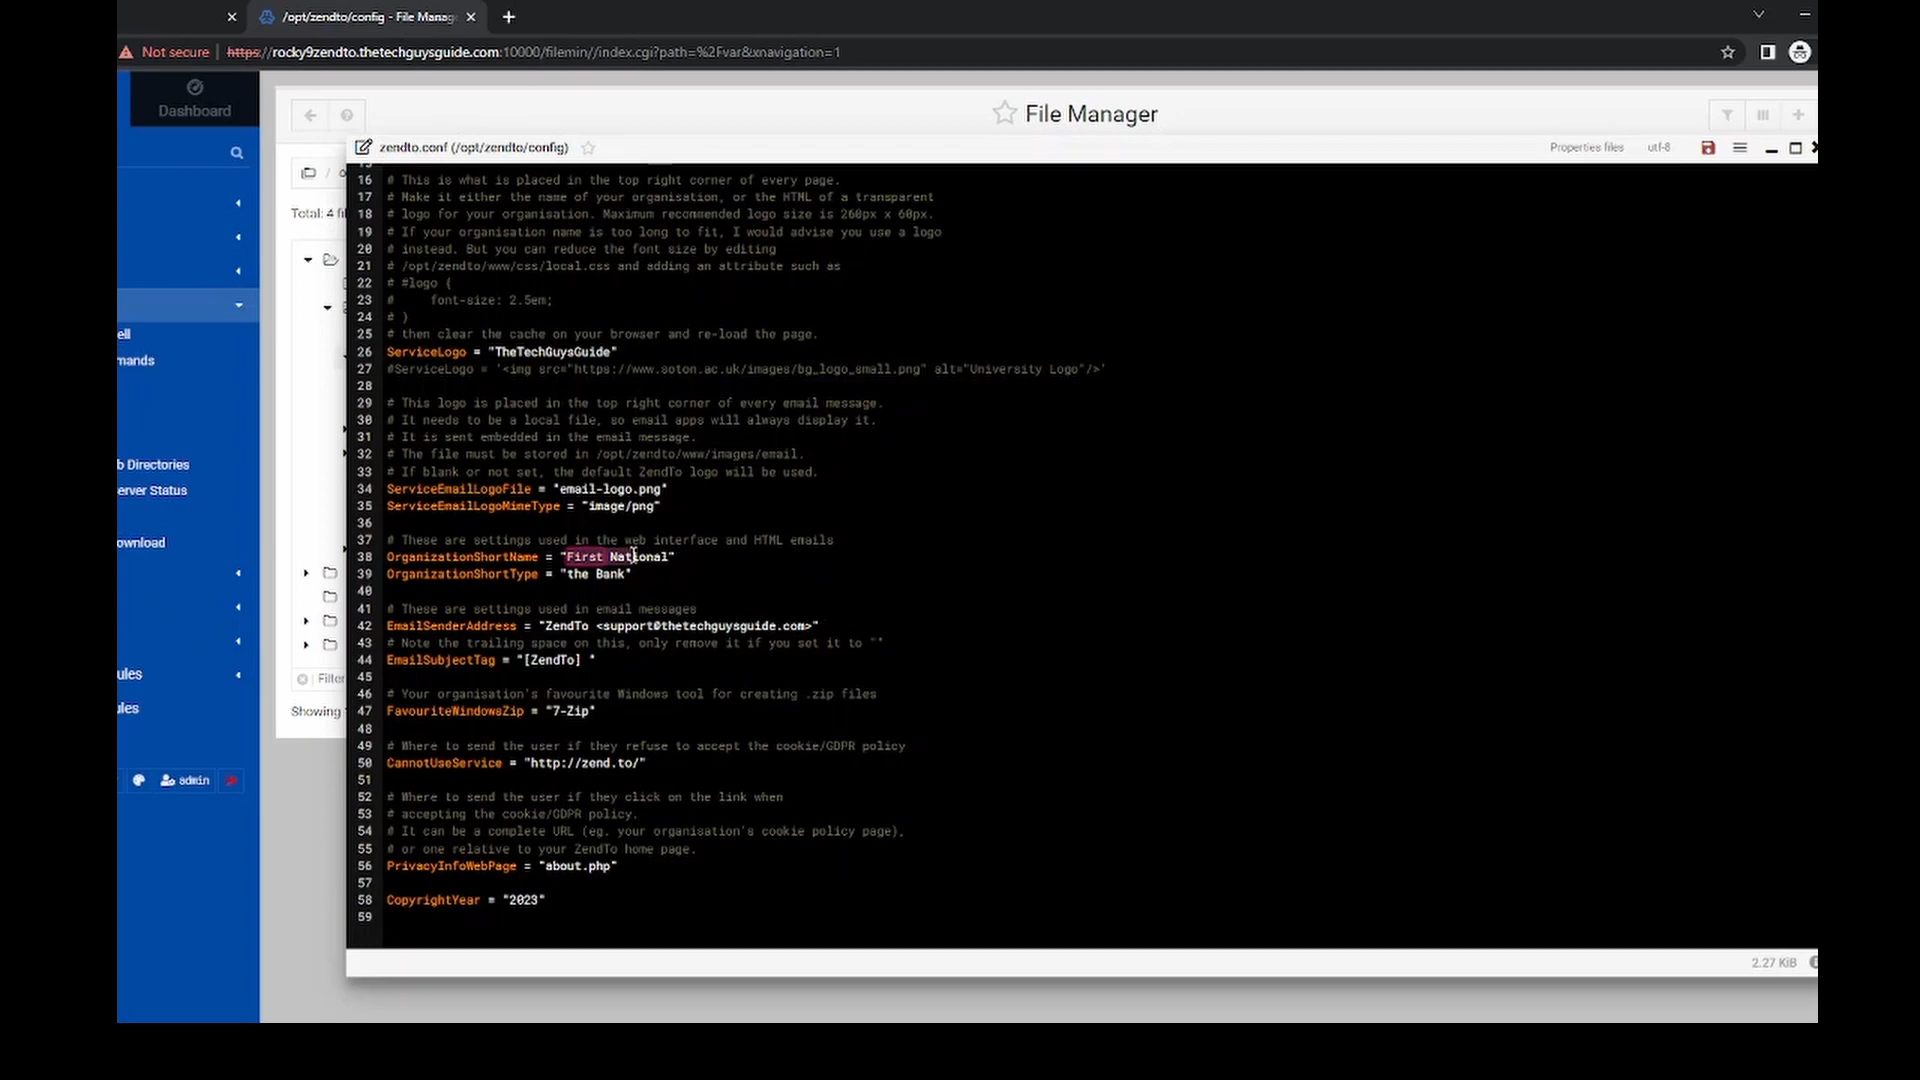 /opt/zendto/config - File Manag
Not secure | https://rocky9zendto.thetechguysguide.com:10000/filemin//index.cgi?path=%2Fvar&xnavigation=1
Dashboard
File Manager
zendto.conf (/opt/zendto/config)
Properties files utf-8
Total: 4 fi
16 # This is what is placed in the top right corner of every page.
17 # Make it either the name of your organisation, or the HTML of a transparent
18 # logo for your organisation. Maximum recommended logo size is 260px x 60px.
19 # If your organisation name is too long to fit, I would advise you use a logo
20 # instead. But you can reduce the font size by editing
21 # /opt/zendto/www/css/local.css and adding an attribute such as
22 # #logo {
23 #     font-size: 2.5em;
24 # }
25 # then clear the cache on your browser and re-load the page.
26 ServiceLogo = "TheTechGuysGuide"
27 #ServiceLogo = '<img src="https://www.soton.ac.uk/images/bg_logo_small.png" alt="University Logo"/>'
28
29 # This logo is placed in the top right corner of every email message.
30 # It needs to be a local file, so email apps will always display it.
31 # It is sent embedded in the email message.
32 # The file must be stored in /opt/zendto/www/images/email.
33 # If blank or not set, the default ZendTo logo will be used.
34 ServiceEmailLogoFile = "email-logo.png"
35 ServiceEmailLogoMimeType = "image/png"
36
37 # These are settings used in the web interface and HTML emails
38 OrganizationShortName = "First National"
39 OrganizationShortType = "the Bank"
40
41 # These are settings used in email messages
42 EmailSenderAddress = "ZendTo <support@thetechguysguide.com>"
43 # Note the trailing space on this, only remove it if you set it to ""
44 EmailSubjectTag = "[ZendTo] "
45
46 # Your organisation's favourite Windows tool for creating .zip files
47 FavouriteWindowsZip = "7-Zip"
48
49 # Where to send the user if they refuse to accept the cookie/GDPR policy
50 CannotUseService = "http://zend.to/"
51
52 # Where to send the user if they click on the link when
53 # accepting the cookie/GDPR policy.
54 # It can be a complete URL (eg. your organisation's cookie policy page),
55 # or one relative to your ZendTo home page.
56 PrivacyInfoWebPage = "about.php"
57
58 CopyrightYear = "2023"
59
ell
mands
b Directories
erver Status
ownload
ules
ules
admin
Filter
Showing
2.27 KiB